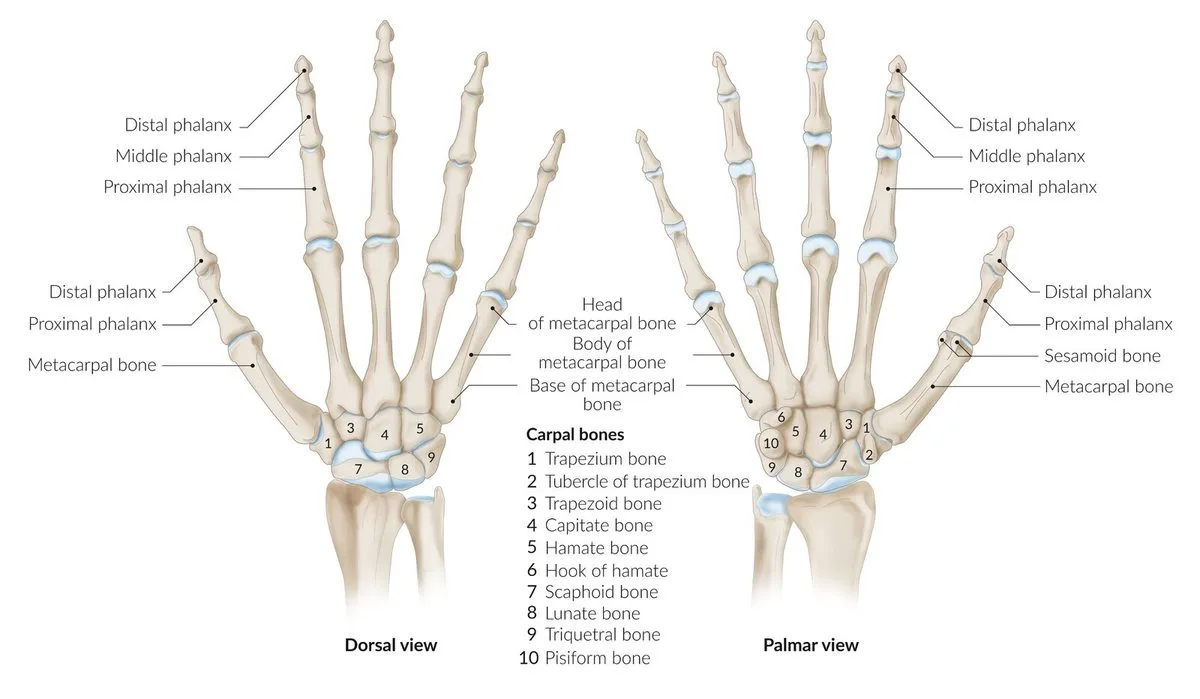 Distal phalanx
Middle phalanx
Proximal phalanx
Distal phalanx
Proximal phalanx
Metacarpal bone
Head
of metacarpal bone
Body of
metacarpal bone
Base of metacarpal
bone
Distal phalanx
Middle phalanx
Proximal phalanx
Distal phalanx
Proximal phalanx
Sesamoid bone
Metacarpal bone
1
3
4
5
7
8
9
6
5
4
3
1
10
9
8
7
2
Carpal bones
1 Trapezium bone
2 Tubercle of trapezium bone
3 Trapezoid bone
4 Capitate bone
5 Hamate bone
6 Hook of hamate
7 Scaphoid bone
8 Lunate bone
9 Triquetral bone
10 Pisiform bone
Dorsal view
Palmar view